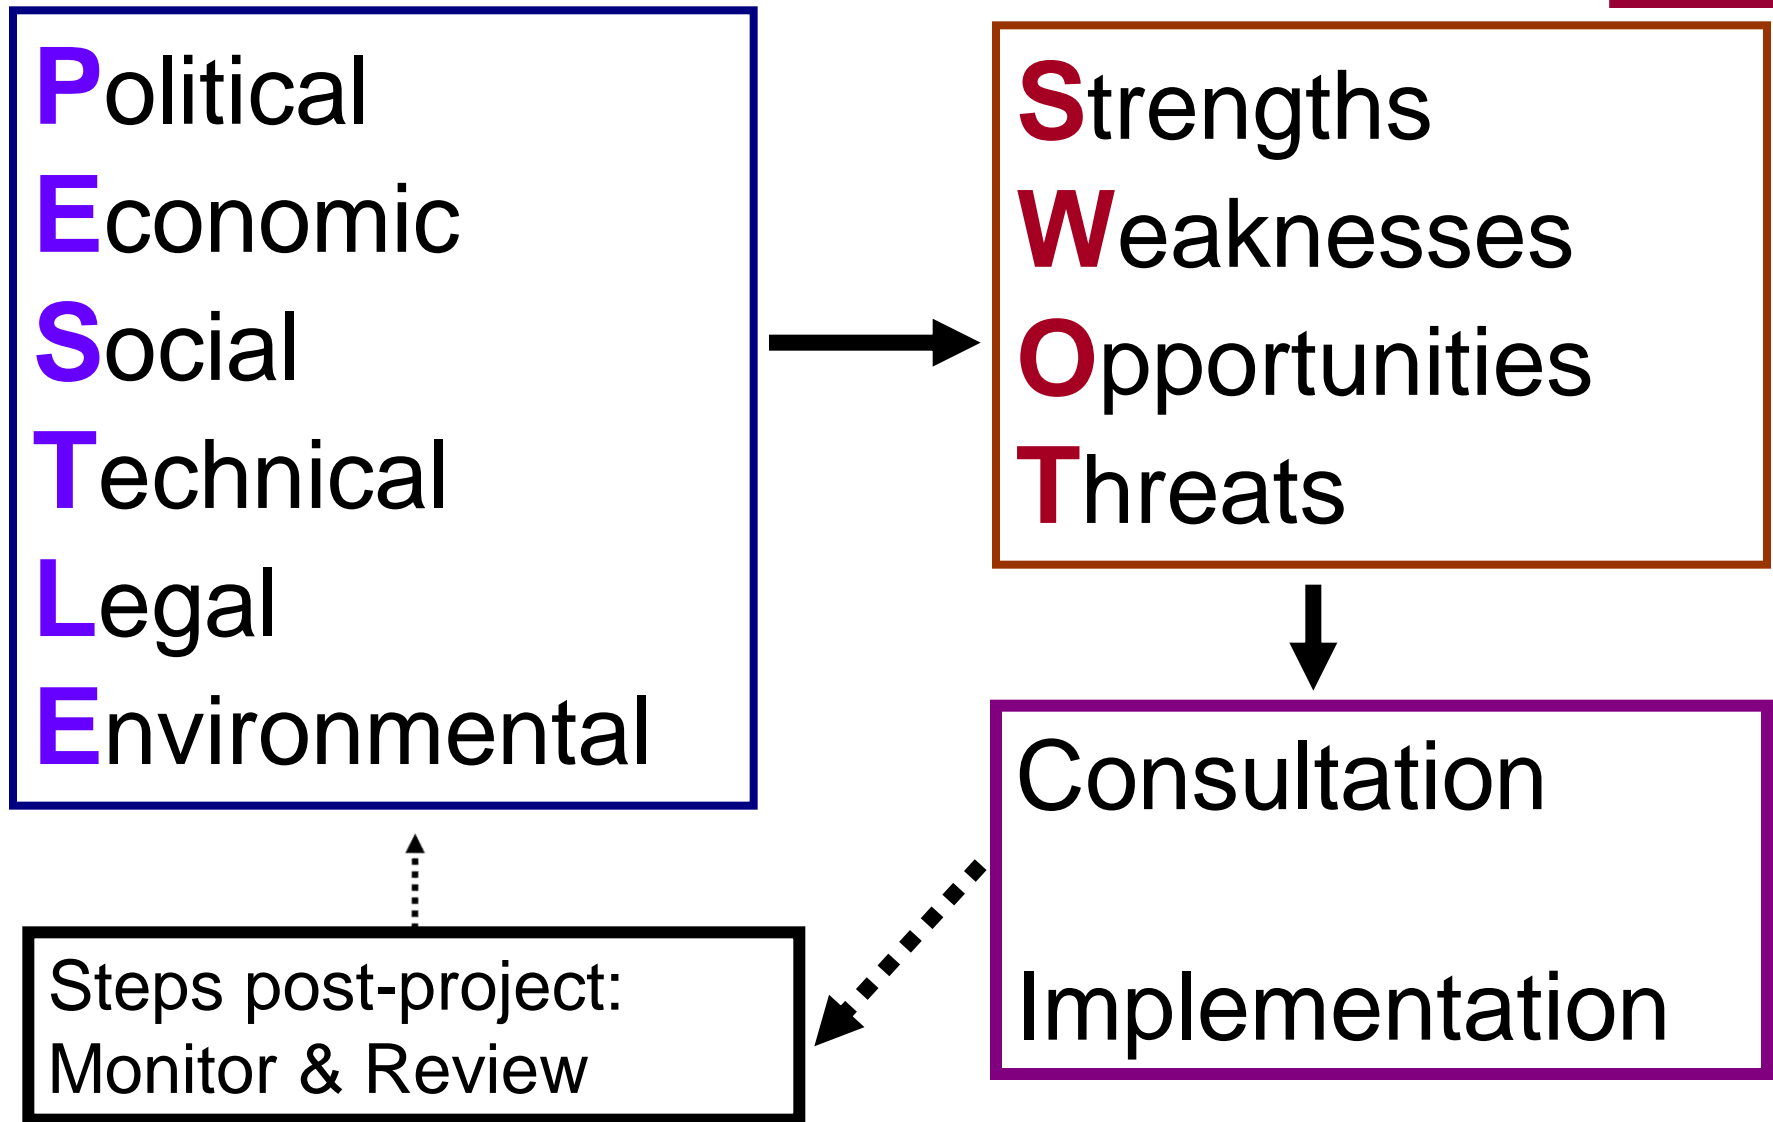 Political
Economic
Social
Technical
Legal
Environmental
Strengths
Weaknesses
Opportunities
Threats
Consultation
Implementation
Steps post-project:
Monitor & Review